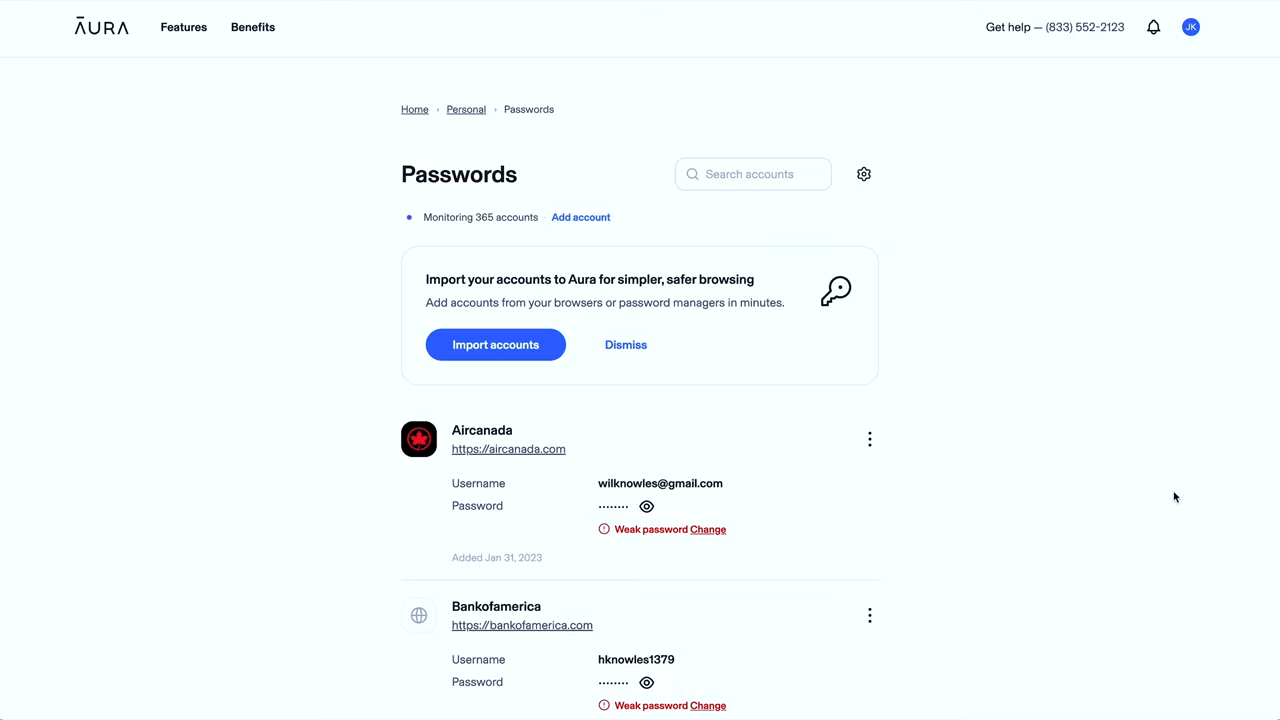 ĀURA Features Benefits Get help — (833) 552-2123 JK
Home › Personal › Passwords
Passwords Search accounts
Monitoring 365 accounts · Add account
Import your accounts to Aura for simpler, safer browsing
Add accounts from your browsers or password managers in minutes.
Import accounts Dismiss
Aircanada
https://aircanada.com
Username wilknowles@gmail.com
Password ········
Weak password Change
Added Jan 31, 2023
Bankofamerica
https://bankofamerica.com
Username hknowles1379
Password ········
Weak password Change